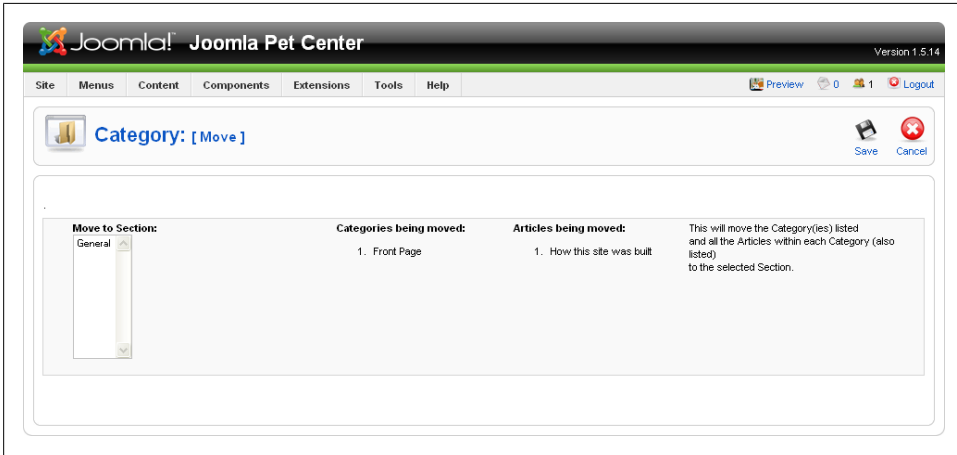 Joomla!™ Joomla Pet Center
Version 1.5.14
Site Menus Content Components Extensions Tools Help Preview 0 1 Logout
Category: [ Move ]
Save Cancel
.
Move to Section:
General
Categories being moved:
1. Front Page
Articles being moved:
1. How this site was built
This will move the Category(ies) listed
and all the Articles within each Category (also
listed)
to the selected Section.